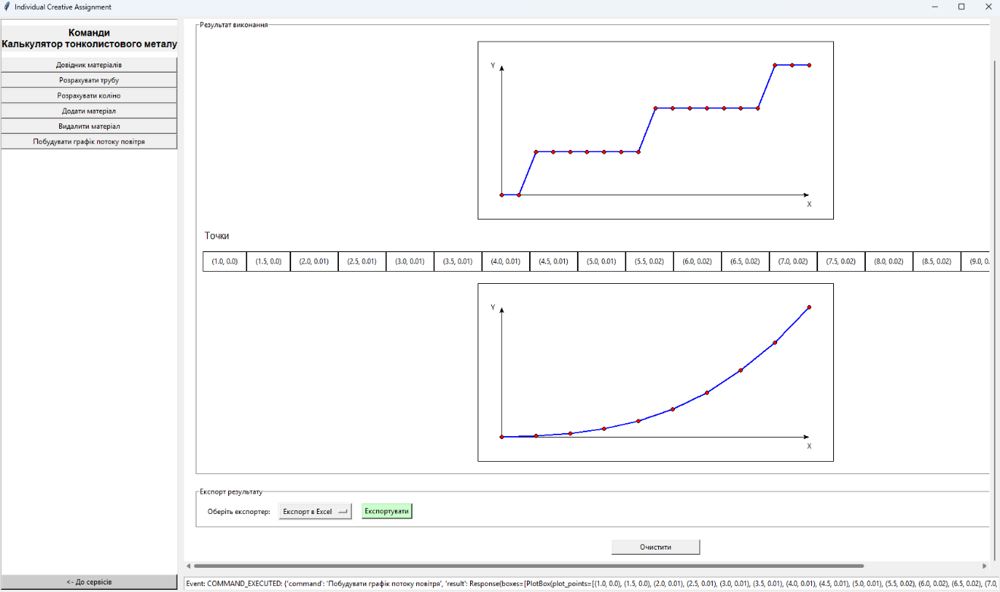 Individual Creative Assignment
Команди
Калькулятор тонколистового металу
Довідник матеріалів
Розрахувати трубу
Розрахувати коліно
Додати матеріал
Видалити матеріал
Побудувати графік потоку повітря
<- До сервісів
Результат виконання
Y
X
Точки
(1.0, 0.0) (1.5, 0.0) (2.0, 0.01) (2.5, 0.01) (3.0, 0.01) (3.5, 0.01) (4.0, 0.01) (4.5, 0.01) (5.0, 0.01) (5.5, 0.02) (6.0, 0.02) (6.5, 0.02) (7.0, 0.02) (7.5, 0.02) (8.0, 0.02) (8.5, 0.02) (9.0, 0.
Y
X
Експорт результату
Оберіть експортер: Експорт в Excel Експортувати
Очистити
Event: COMMAND_EXECUTED: {'command': 'Побудувати графік потоку повітря', 'result': Response(boxes=[PlotBox(plot_points=[(1.0, 0.0), (1.5, 0.0), (2.0, 0.01), (2.5, 0.01), (3.0, 0.01), (3.5, 0.01), (4.0, 0.01), (4.5, 0.01), (5.0, 0.01), (5.5, 0.02), (6.0, 0.02), (6.5, 0.02), (7.0,